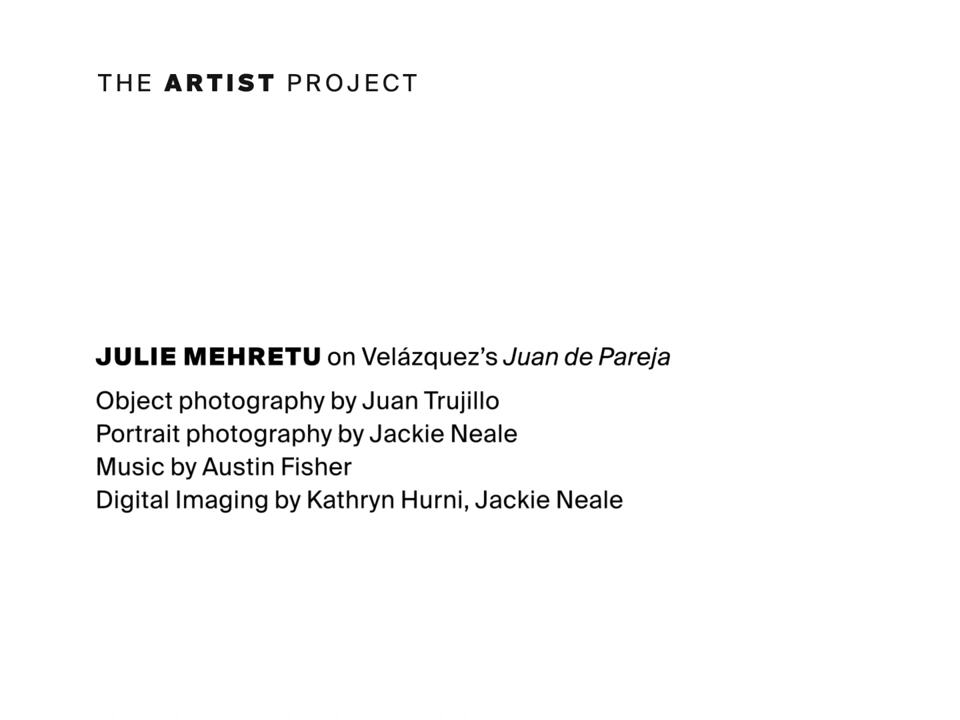 THE ARTIST PROJECT
JULIE MEHRETU on Velázquez’s Juan de Pareja
Object photography by Juan Trujillo
Portrait photography by Jackie Neale
Music by Austin Fisher
Digital Imaging by Kathryn Hurni, Jackie Neale